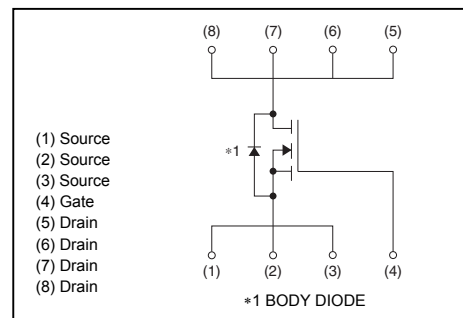 (8) (7) (6) (5)
(1) Source
(2) Source
(3) Source
(4) Gate
(5) Drain
(6) Drain
(7) Drain
(8) Drain
*1
(1) (2) (3) (4)
*1 BODY DIODE